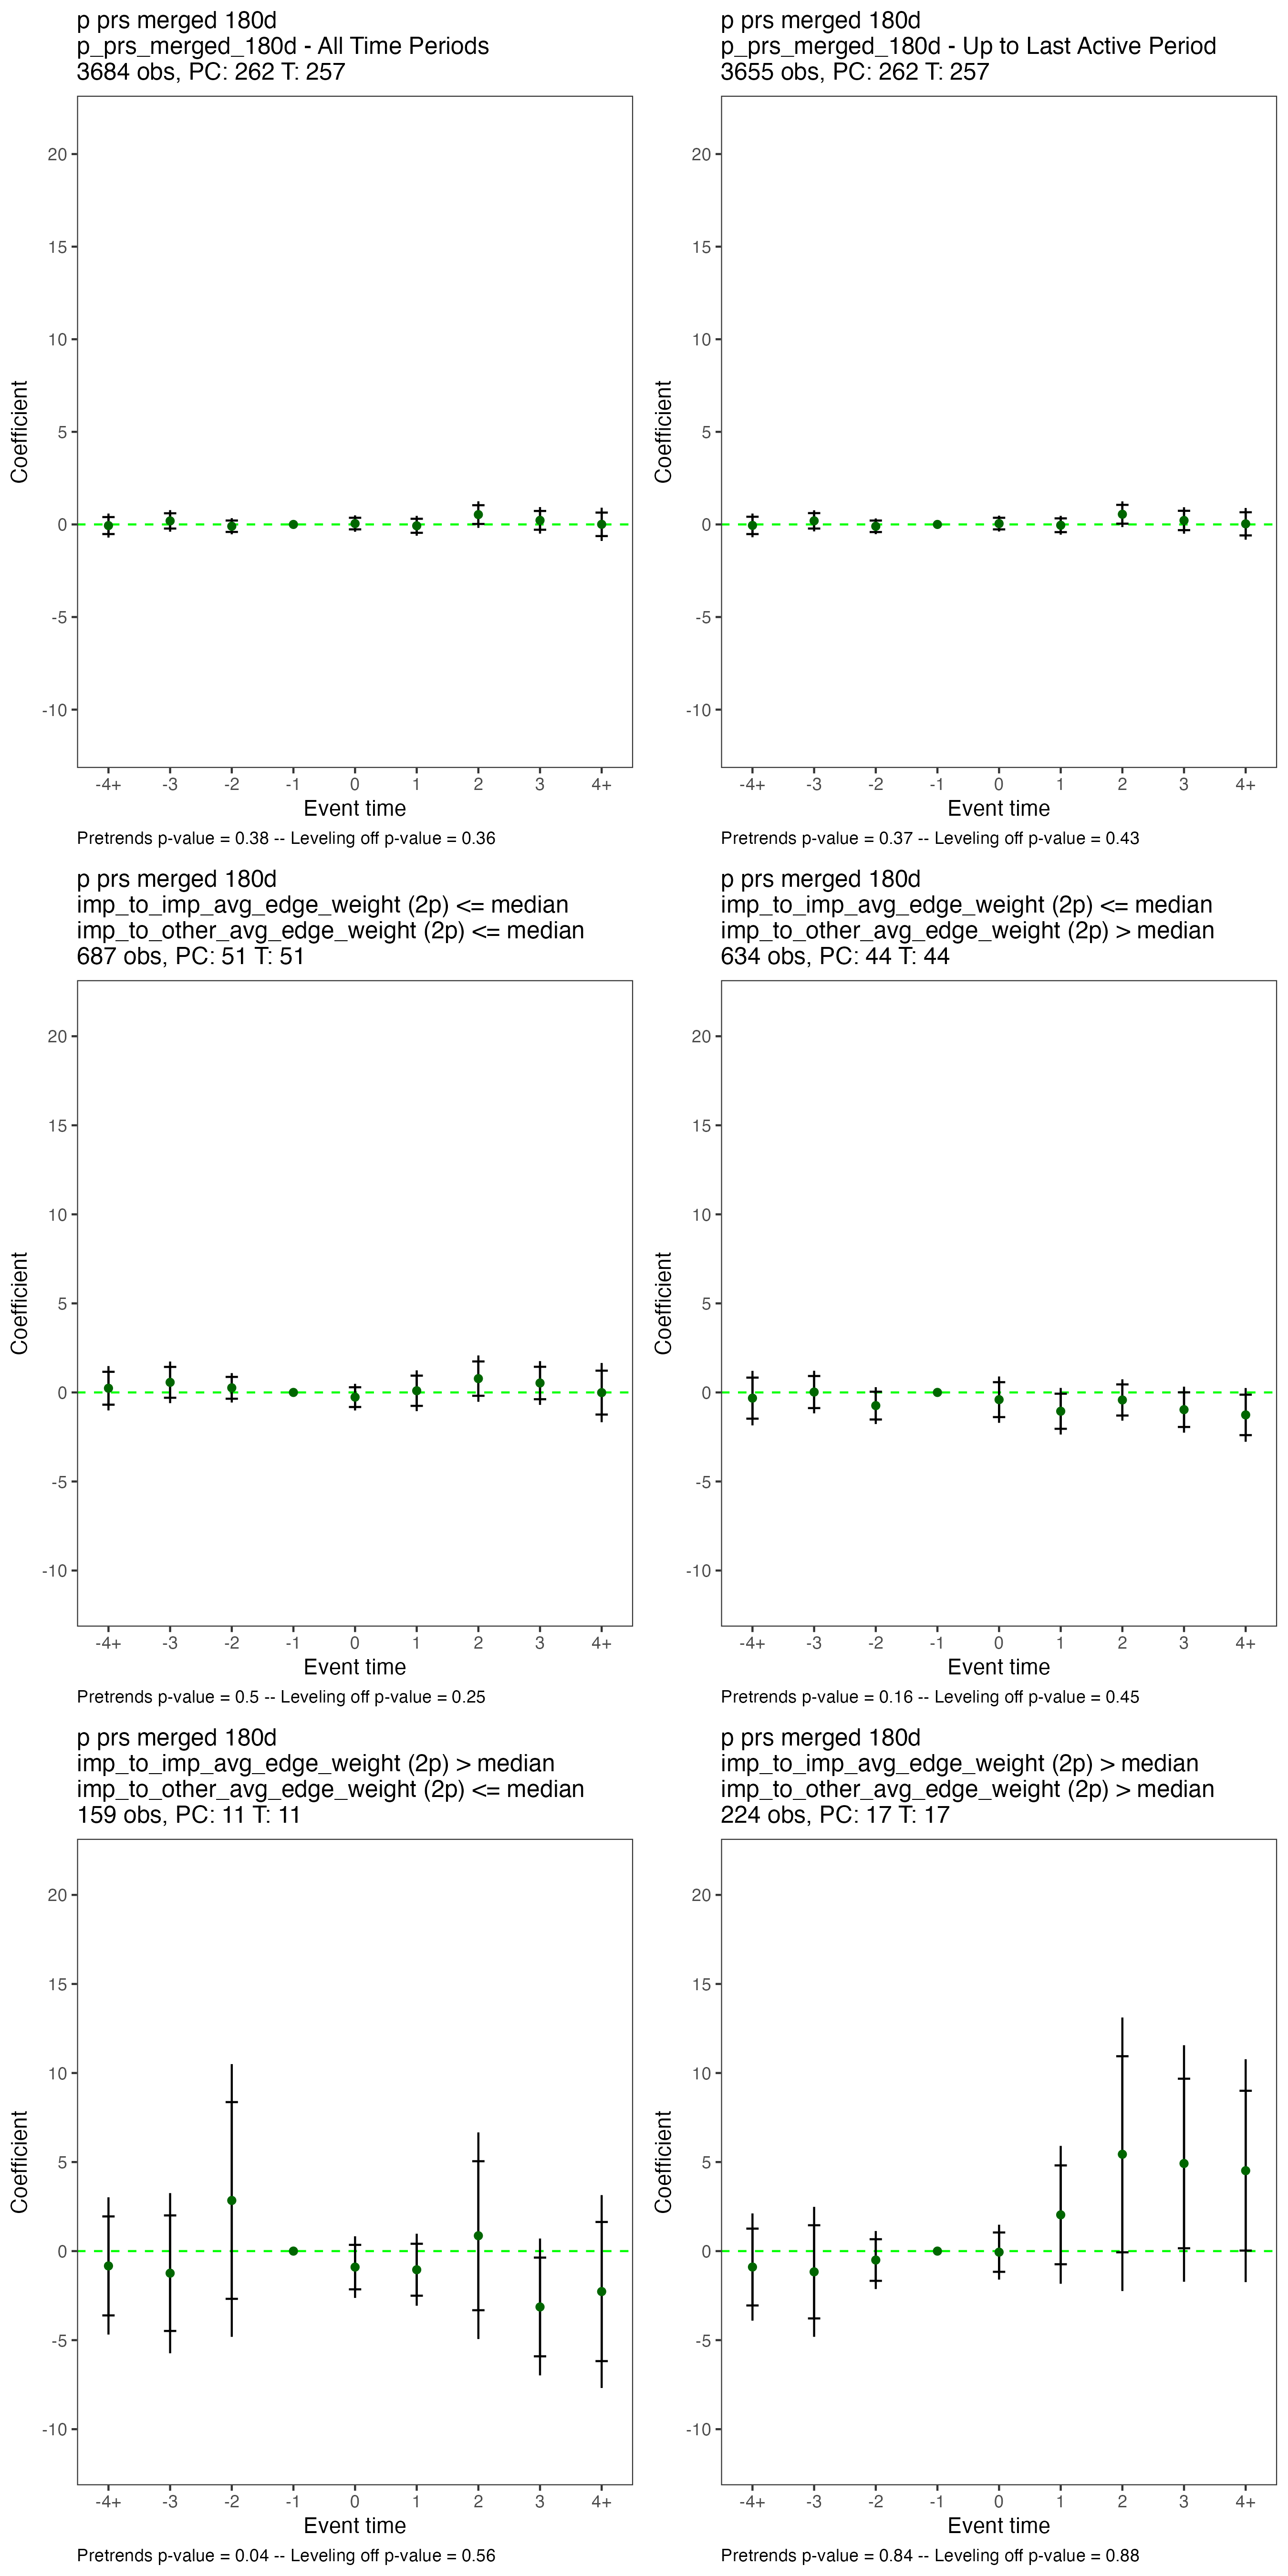 p prs merged 180d
p_prs_merged_180d - All Time Periods
3684 obs, PC: 262 T: 257
20
15
10
5
0
-5
-10
Coefficient
-4+ -3 -2 -1 0 1 2 3 4+
Event time
Pretrends p-value = 0.38 -- Leveling off p-value = 0.36
p prs merged 180d
p_prs_merged_180d - Up to Last Active Period
3655 obs, PC: 262 T: 257
20
15
10
5
0
-5
-10
Coefficient
-4+ -3 -2 -1 0 1 2 3 4+
Event time
Pretrends p-value = 0.37 -- Leveling off p-value = 0.43
p prs merged 180d
imp_to_imp_avg_edge_weight (2p) <= median
imp_to_other_avg_edge_weight (2p) <= median
687 obs, PC: 51 T: 51
20
15
10
5
0
-5
-10
Coefficient
-4+ -3 -2 -1 0 1 2 3 4+
Event time
Pretrends p-value = 0.5 -- Leveling off p-value = 0.25
p prs merged 180d
imp_to_imp_avg_edge_weight (2p) <= median
imp_to_other_avg_edge_weight (2p) > median
634 obs, PC: 44 T: 44
20
15
10
5
0
-5
-10
Coefficient
-4+ -3 -2 -1 0 1 2 3 4+
Event time
Pretrends p-value = 0.16 -- Leveling off p-value = 0.45
p prs merged 180d
imp_to_imp_avg_edge_weight (2p) > median
imp_to_other_avg_edge_weight (2p) <= median
159 obs, PC: 11 T: 11
20
15
10
5
0
-5
-10
Coefficient
-4+ -3 -2 -1 0 1 2 3 4+
Event time
Pretrends p-value = 0.04 -- Leveling off p-value = 0.56
p prs merged 180d
imp_to_imp_avg_edge_weight (2p) > median
imp_to_other_avg_edge_weight (2p) > median
224 obs, PC: 17 T: 17
20
15
10
5
0
-5
-10
Coefficient
-4+ -3 -2 -1 0 1 2 3 4+
Event time
Pretrends p-value = 0.84 -- Leveling off p-value = 0.88